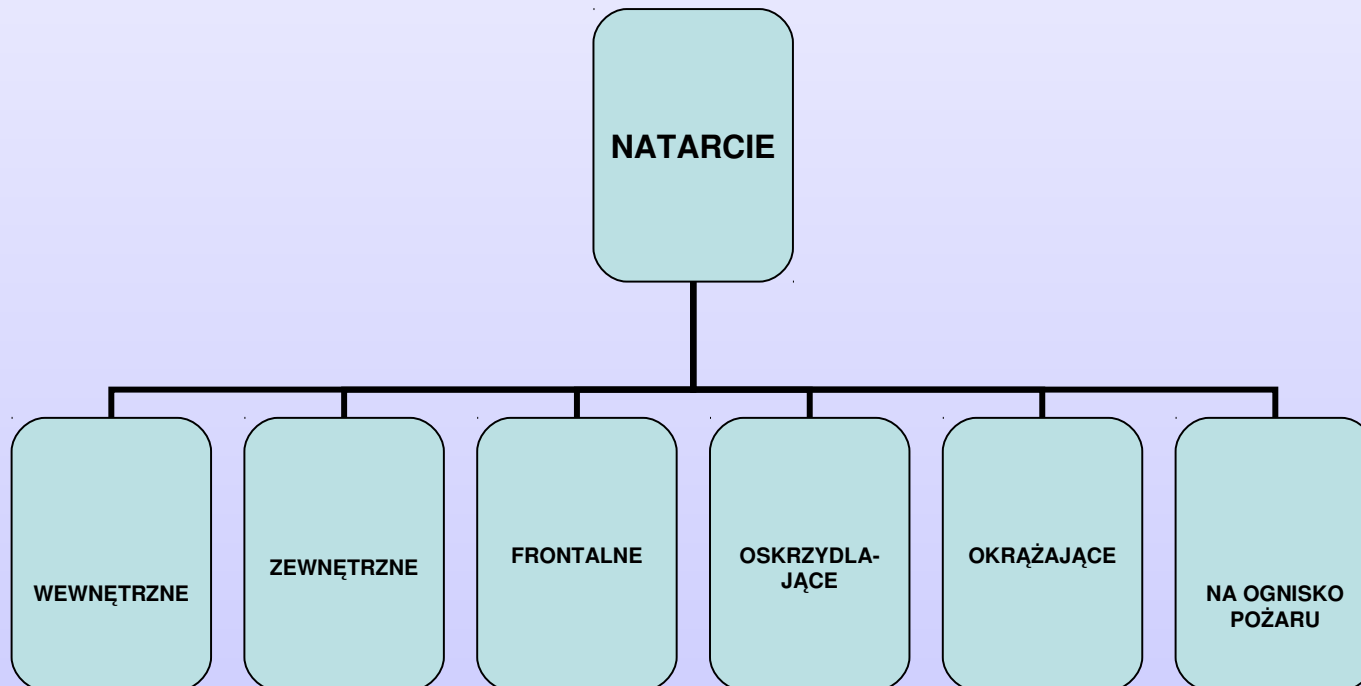 NATARCIE
WEWNĘTRZNE
ZEWNĘTRZNE
FRONTALNE
OSKRZYDLA-
JĄCE
OKRĄŻAJĄCE
NA OGNISKO
POŻARU